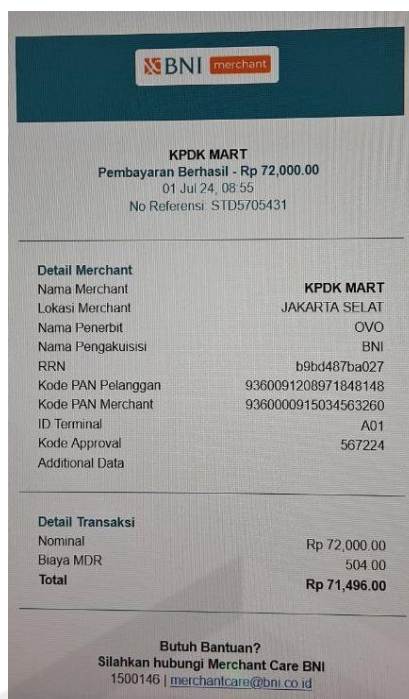 BNI merchant
KPDK MART
Pembayaran Berhasil - Rp 72,000.00
01 Jul 24, 08:55
No Referensi: STD5705431
Detail Merchant
Nama Merchant KPDK MART
Lokasi Merchant JAKARTA SELAT
Nama Penerbit OVO
Nama Pengakuisisi BNI
RRN b9bd487ba027
Kode PAN Pelanggan 9360091208971848148
Kode PAN Merchant 9360000915034563260
ID Terminal A01
Kode Approval 567224
Additional Data
Detail Transaksi
Nominal Rp 72,000.00
Biaya MDR 504.00
Total Rp 71,496.00
Butuh Bantuan?
Silahkan hubungi Merchant Care BNI
1500146 | merchantcare@bni.co.id